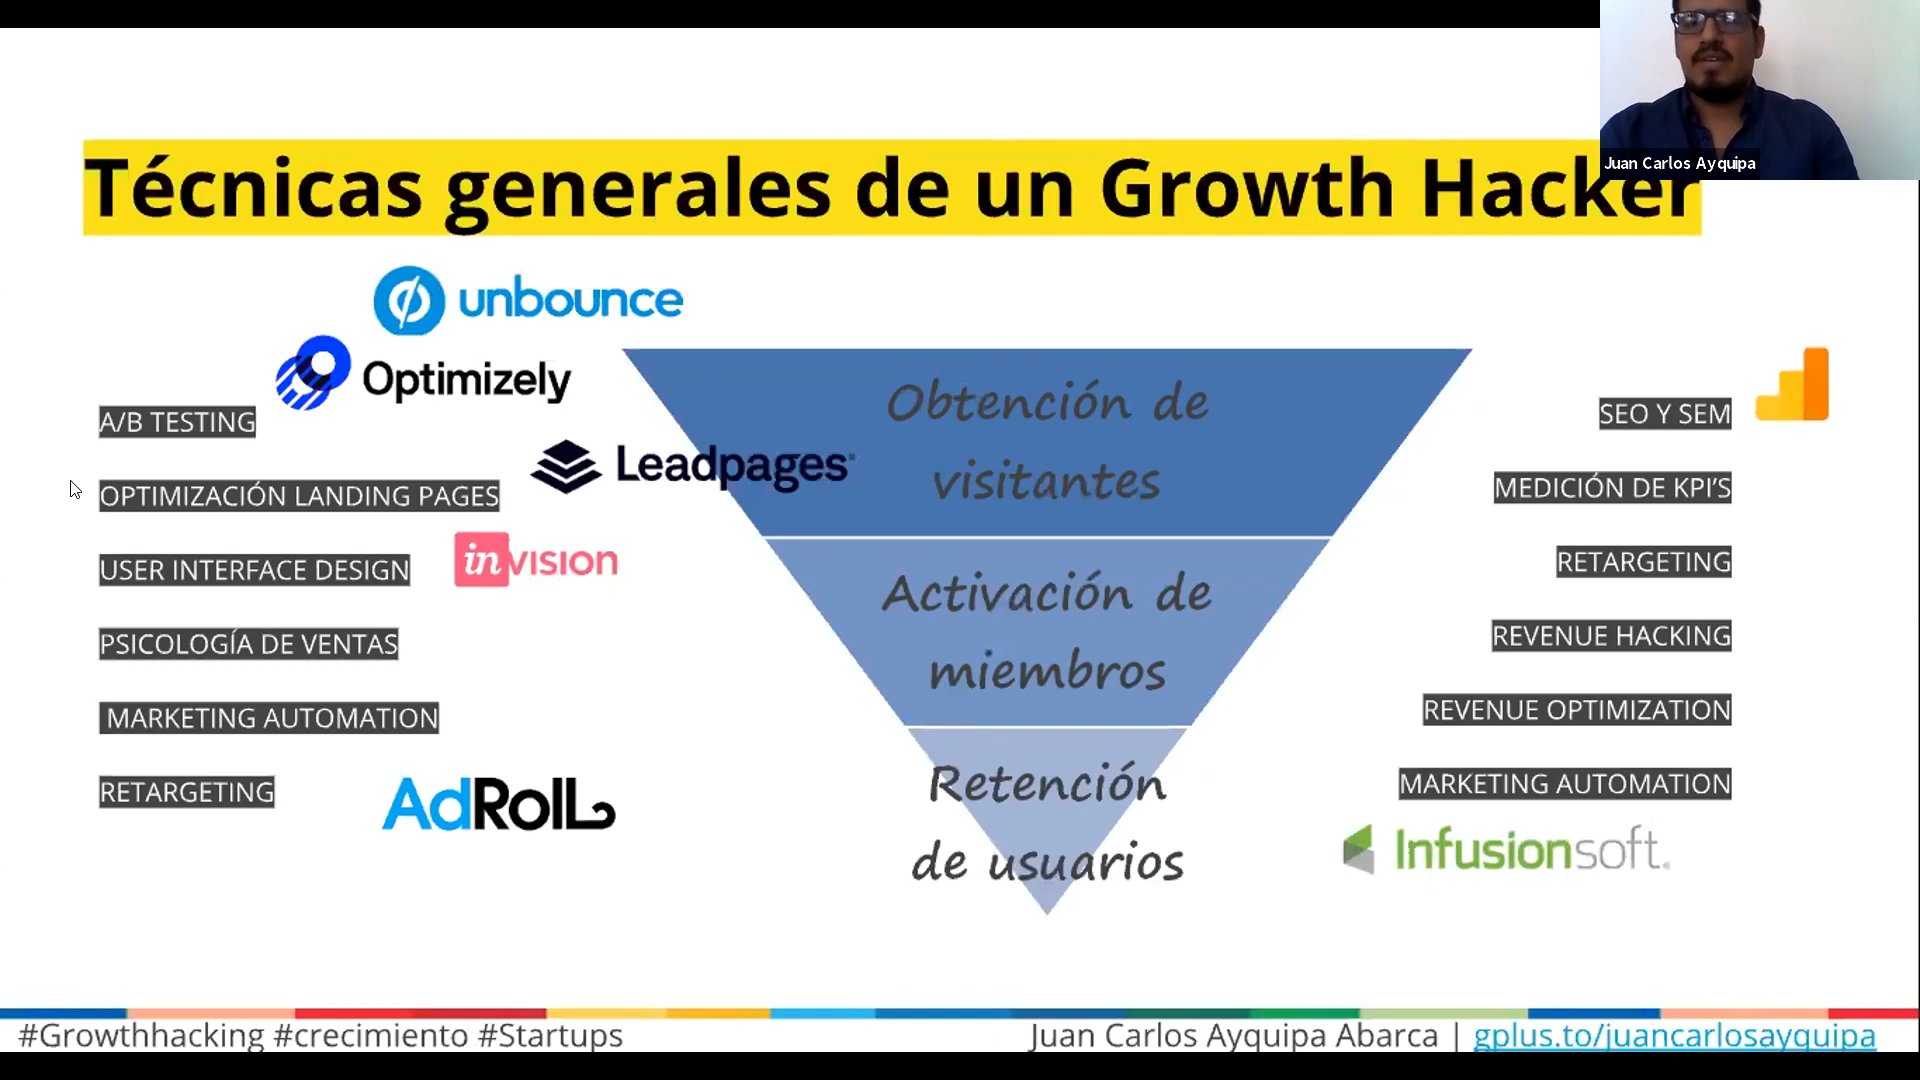 Juan Carlos Ayquipa
Técnicas generales de un Growth Hacker
unbounce
Optimizely
A/B TESTING
Leadpages
OPTIMIZACIÓN LANDING PAGES
invision
USER INTERFACE DESIGN
PSICOLOGÍA DE VENTAS
MARKETING AUTOMATION
RETARGETING
AdRoll
Obtención de
visitantes
Activación de
miembros
Retención
de usuarios
SEO Y SEM
MEDICIÓN DE KPI'S
RETARGETING
REVENUE HACKING
REVENUE OPTIMIZATION
MARKETING AUTOMATION
Infusionsoft.
#Growthhacking #crecimiento #Startups
Juan Carlos Ayquipa Abarca | gplus.to/juancarlosayquipa